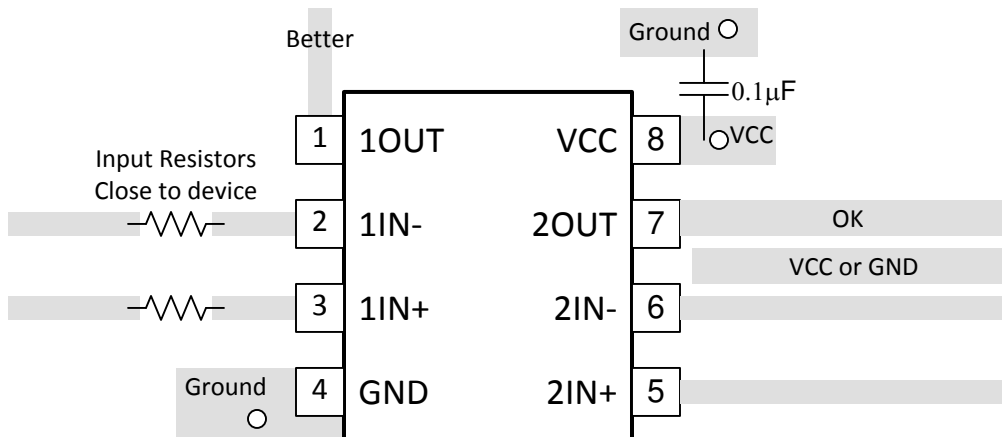 Better
Ground
0.1μF
1 1OUT VCC 8 VCC
Input Resistors
Close to device
2 1IN- 2OUT 7 OK
VCC or GND
3 1IN+ 2IN- 6
Ground
4 GND 2IN+ 5